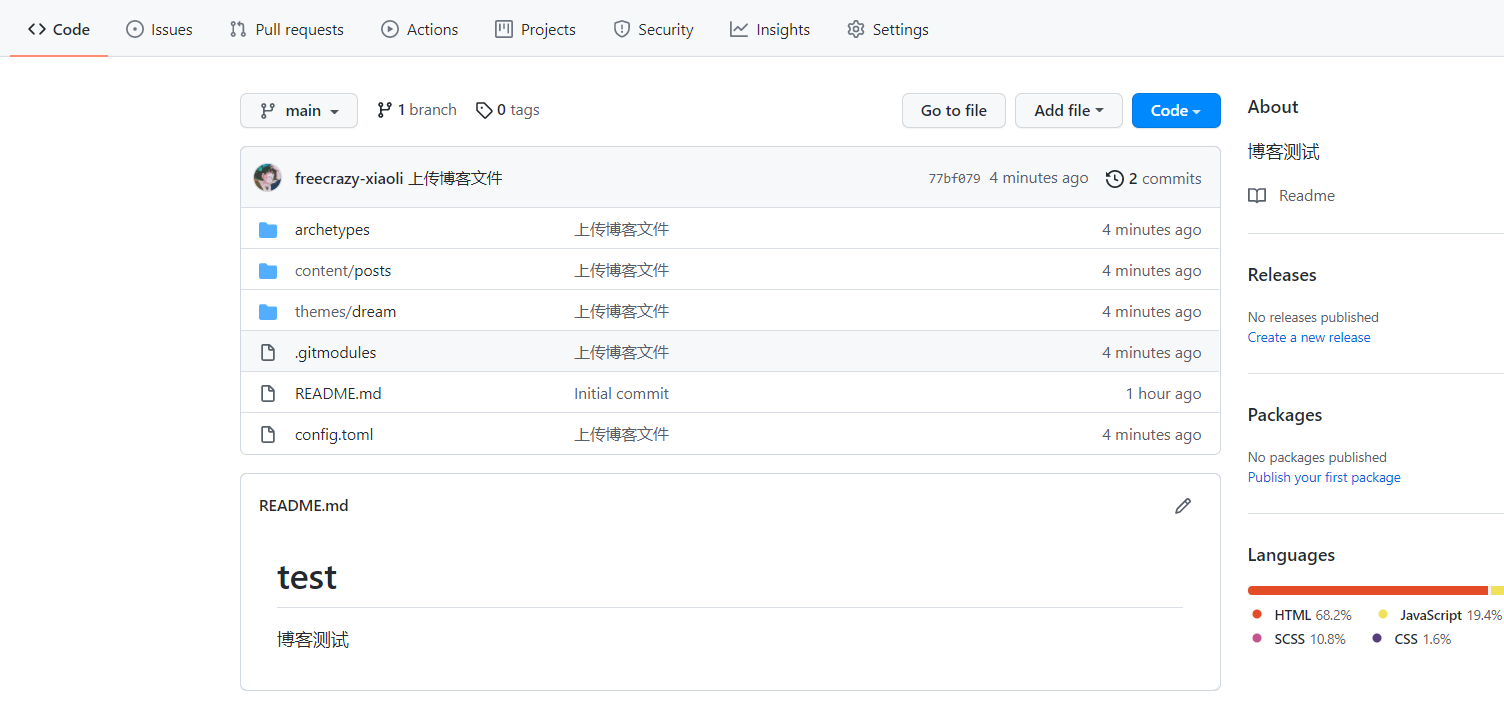 Code Issues Pull requests Actions Projects Security Insights Settings
main 1 branch 0 tags Go to file Add file Code
freecrazy-xiaoli 上传博客文件 77bf079 4 minutes ago 2 commits
archetypes 上传博客文件 4 minutes ago
content/posts 上传博客文件 4 minutes ago
themes/dream 上传博客文件 4 minutes ago
.gitmodules 上传博客文件 4 minutes ago
README.md Initial commit 1 hour ago
config.toml 上传博客文件 4 minutes ago
README.md
test
博客测试
About
博客测试
Readme
Releases
No releases published
Create a new release
Packages
No packages published
Publish your first package
Languages
HTML 68.2% JavaScript 19.4%
SCSS 10.8% CSS 1.6%